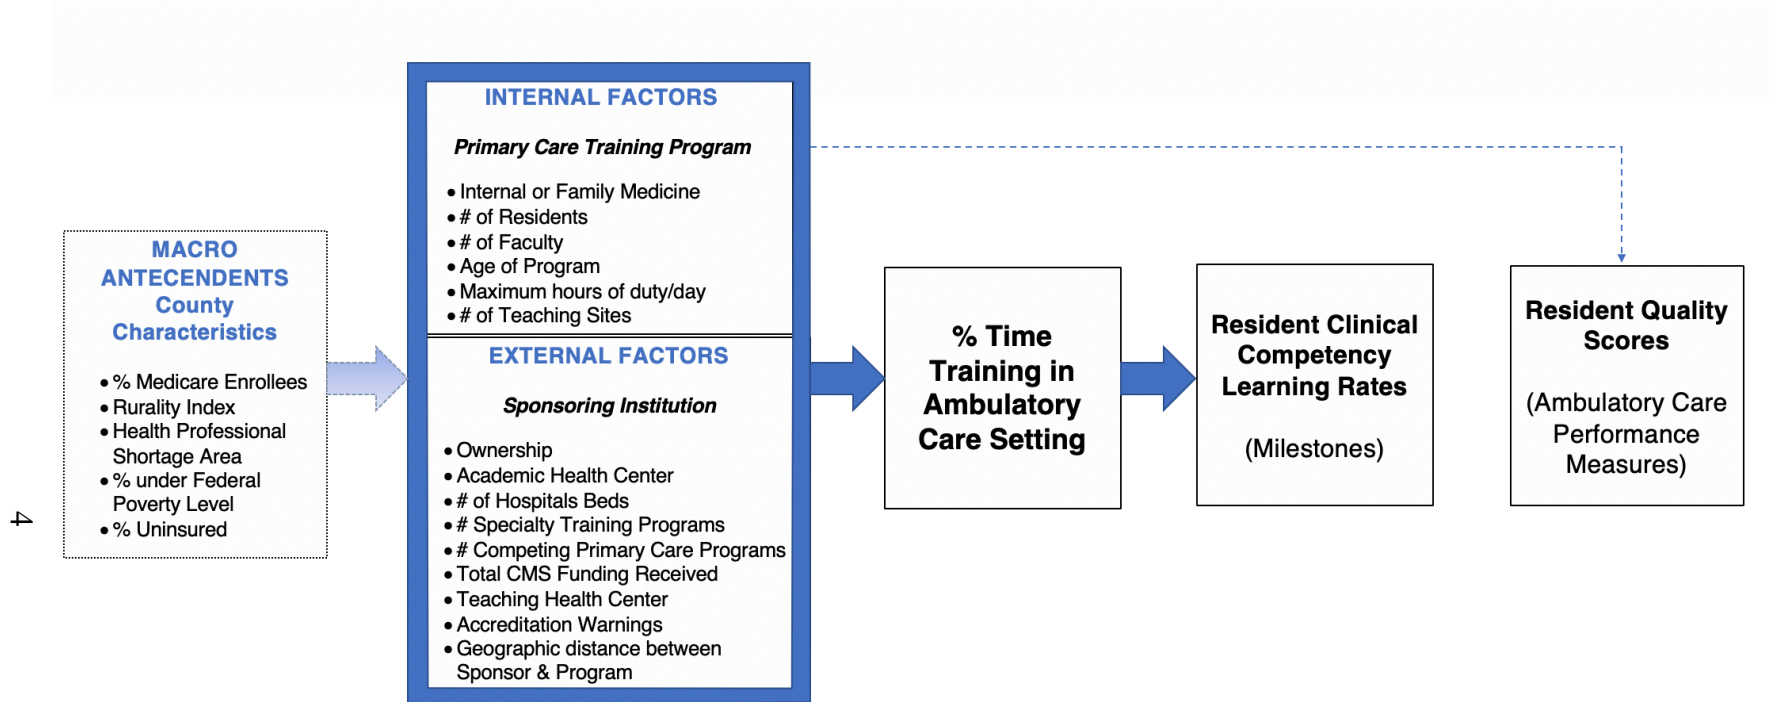 MACRO
ANTECENDENTS
County
Characteristics
• % Medicare Enrollees
• Rurality Index
• Health Professional
Shortage Area
• % under Federal
Poverty Level
• % Uninsured
INTERNAL FACTORS
Primary Care Training Program
• Internal or Family Medicine
• # of Residents
• # of Faculty
• Age of Program
• Maximum hours of duty/day
• # of Teaching Sites
EXTERNAL FACTORS
Sponsoring Institution
• Ownership
• Academic Health Center
• # of Hospitals Beds
• # Specialty Training Programs
• # Competing Primary Care Programs
• Total CMS Funding Received
• Teaching Health Center
• Accreditation Warnings
• Geographic distance between
Sponsor & Program
% Time
Training in
Ambulatory
Care Setting
Resident Clinical
Competency
Learning Rates
(Milestones)
Resident Quality
Scores
(Ambulatory Care
Performance
Measures)
4